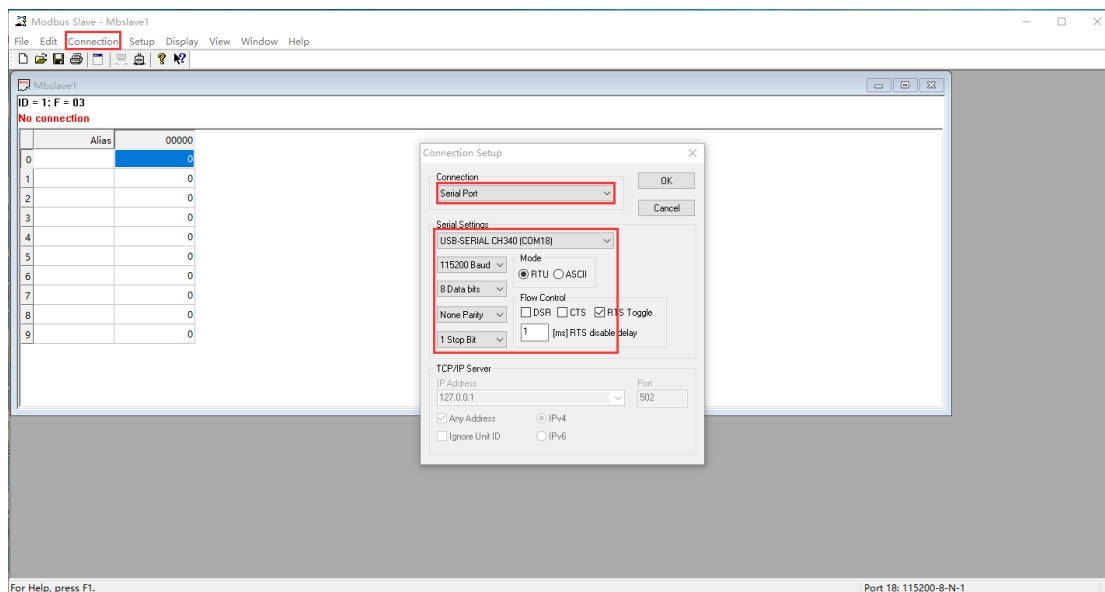 Modbus Slave - Mbslave1
File Edit Connection Setup Display View Window Help
Mbslave1
ID = 1: F = 03
No connection
Alias 00000
0 0
1 0
2 0
3 0
4 0
5 0
6 0
7 0
8 0
9 0
Connection Setup
Connection
Serial Port
OK
Cancel
Serial Settings
USB-SERIAL CH340 (COM18)
115200 Baud
Mode
RTU ASCII
8 Data bits
Flow Control
None Parity
DSR CTS RTS Toggle
1 [ms] RTS disable delay
1 Stop Bit
TCP/IP Server
IP Address Port
127.0.0.1 502
Any Address IPv4
Ignore Unit ID IPv6
For Help, press F1. Port 18: 115200-8-N-1